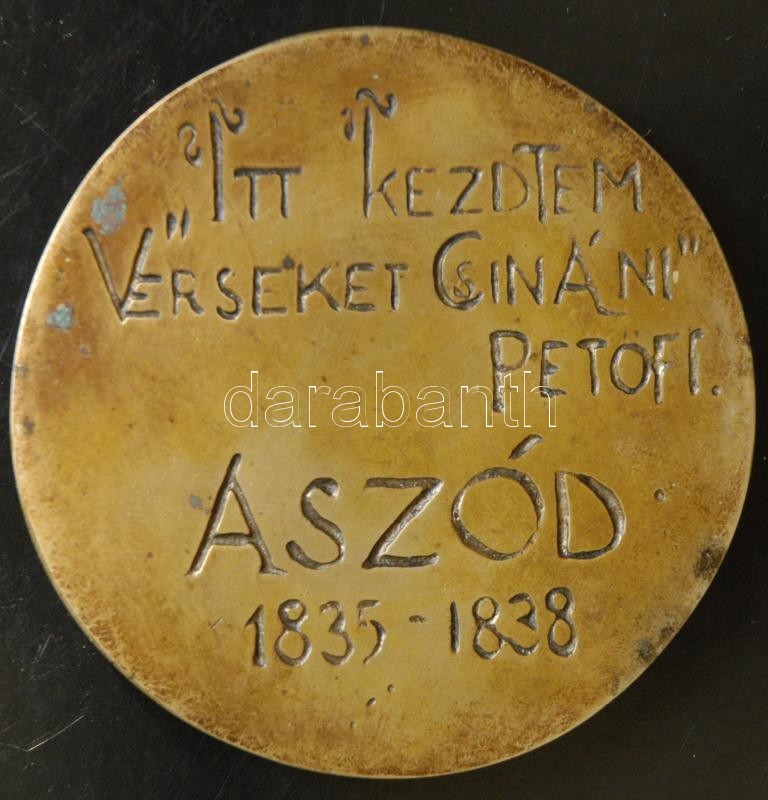 „Itt kezdtem
Verseket Csináni”
Petőfi.
darabanth
ASZÓD
1835-1838